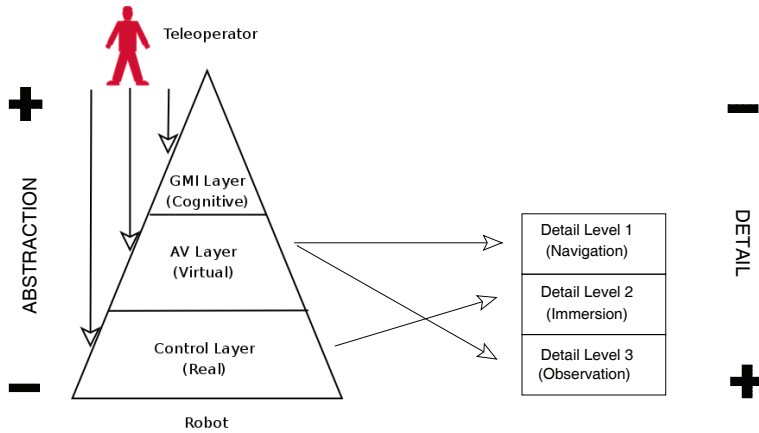 Teleoperator
ABSTRACTION
GMI Layer
(Cognitive)
AV Layer
(Virtual)
Control Layer
(Real)
Robot
Detail Level 1
(Navigation)
Detail Level 2
(Immersion)
Detail Level 3
(Observation)
DETAIL